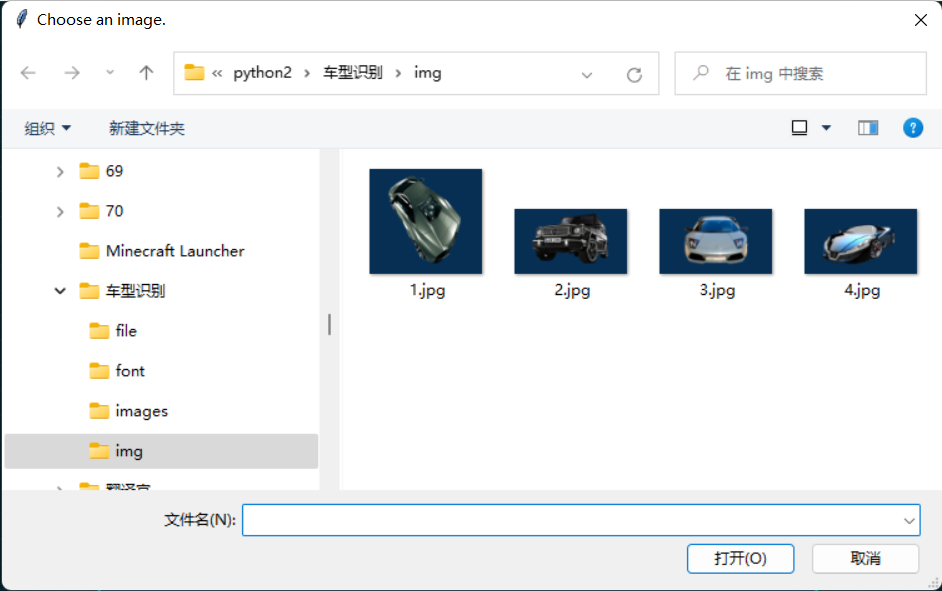 Choose an image.
« python2 › 车型识别 › img
在 img 中搜索
组织
新建文件夹
69
70
Minecraft Launcher
车型识别
file
font
images
img
1.jpg
2.jpg
3.jpg
4.jpg
文件名(N):
打开(O)
取消